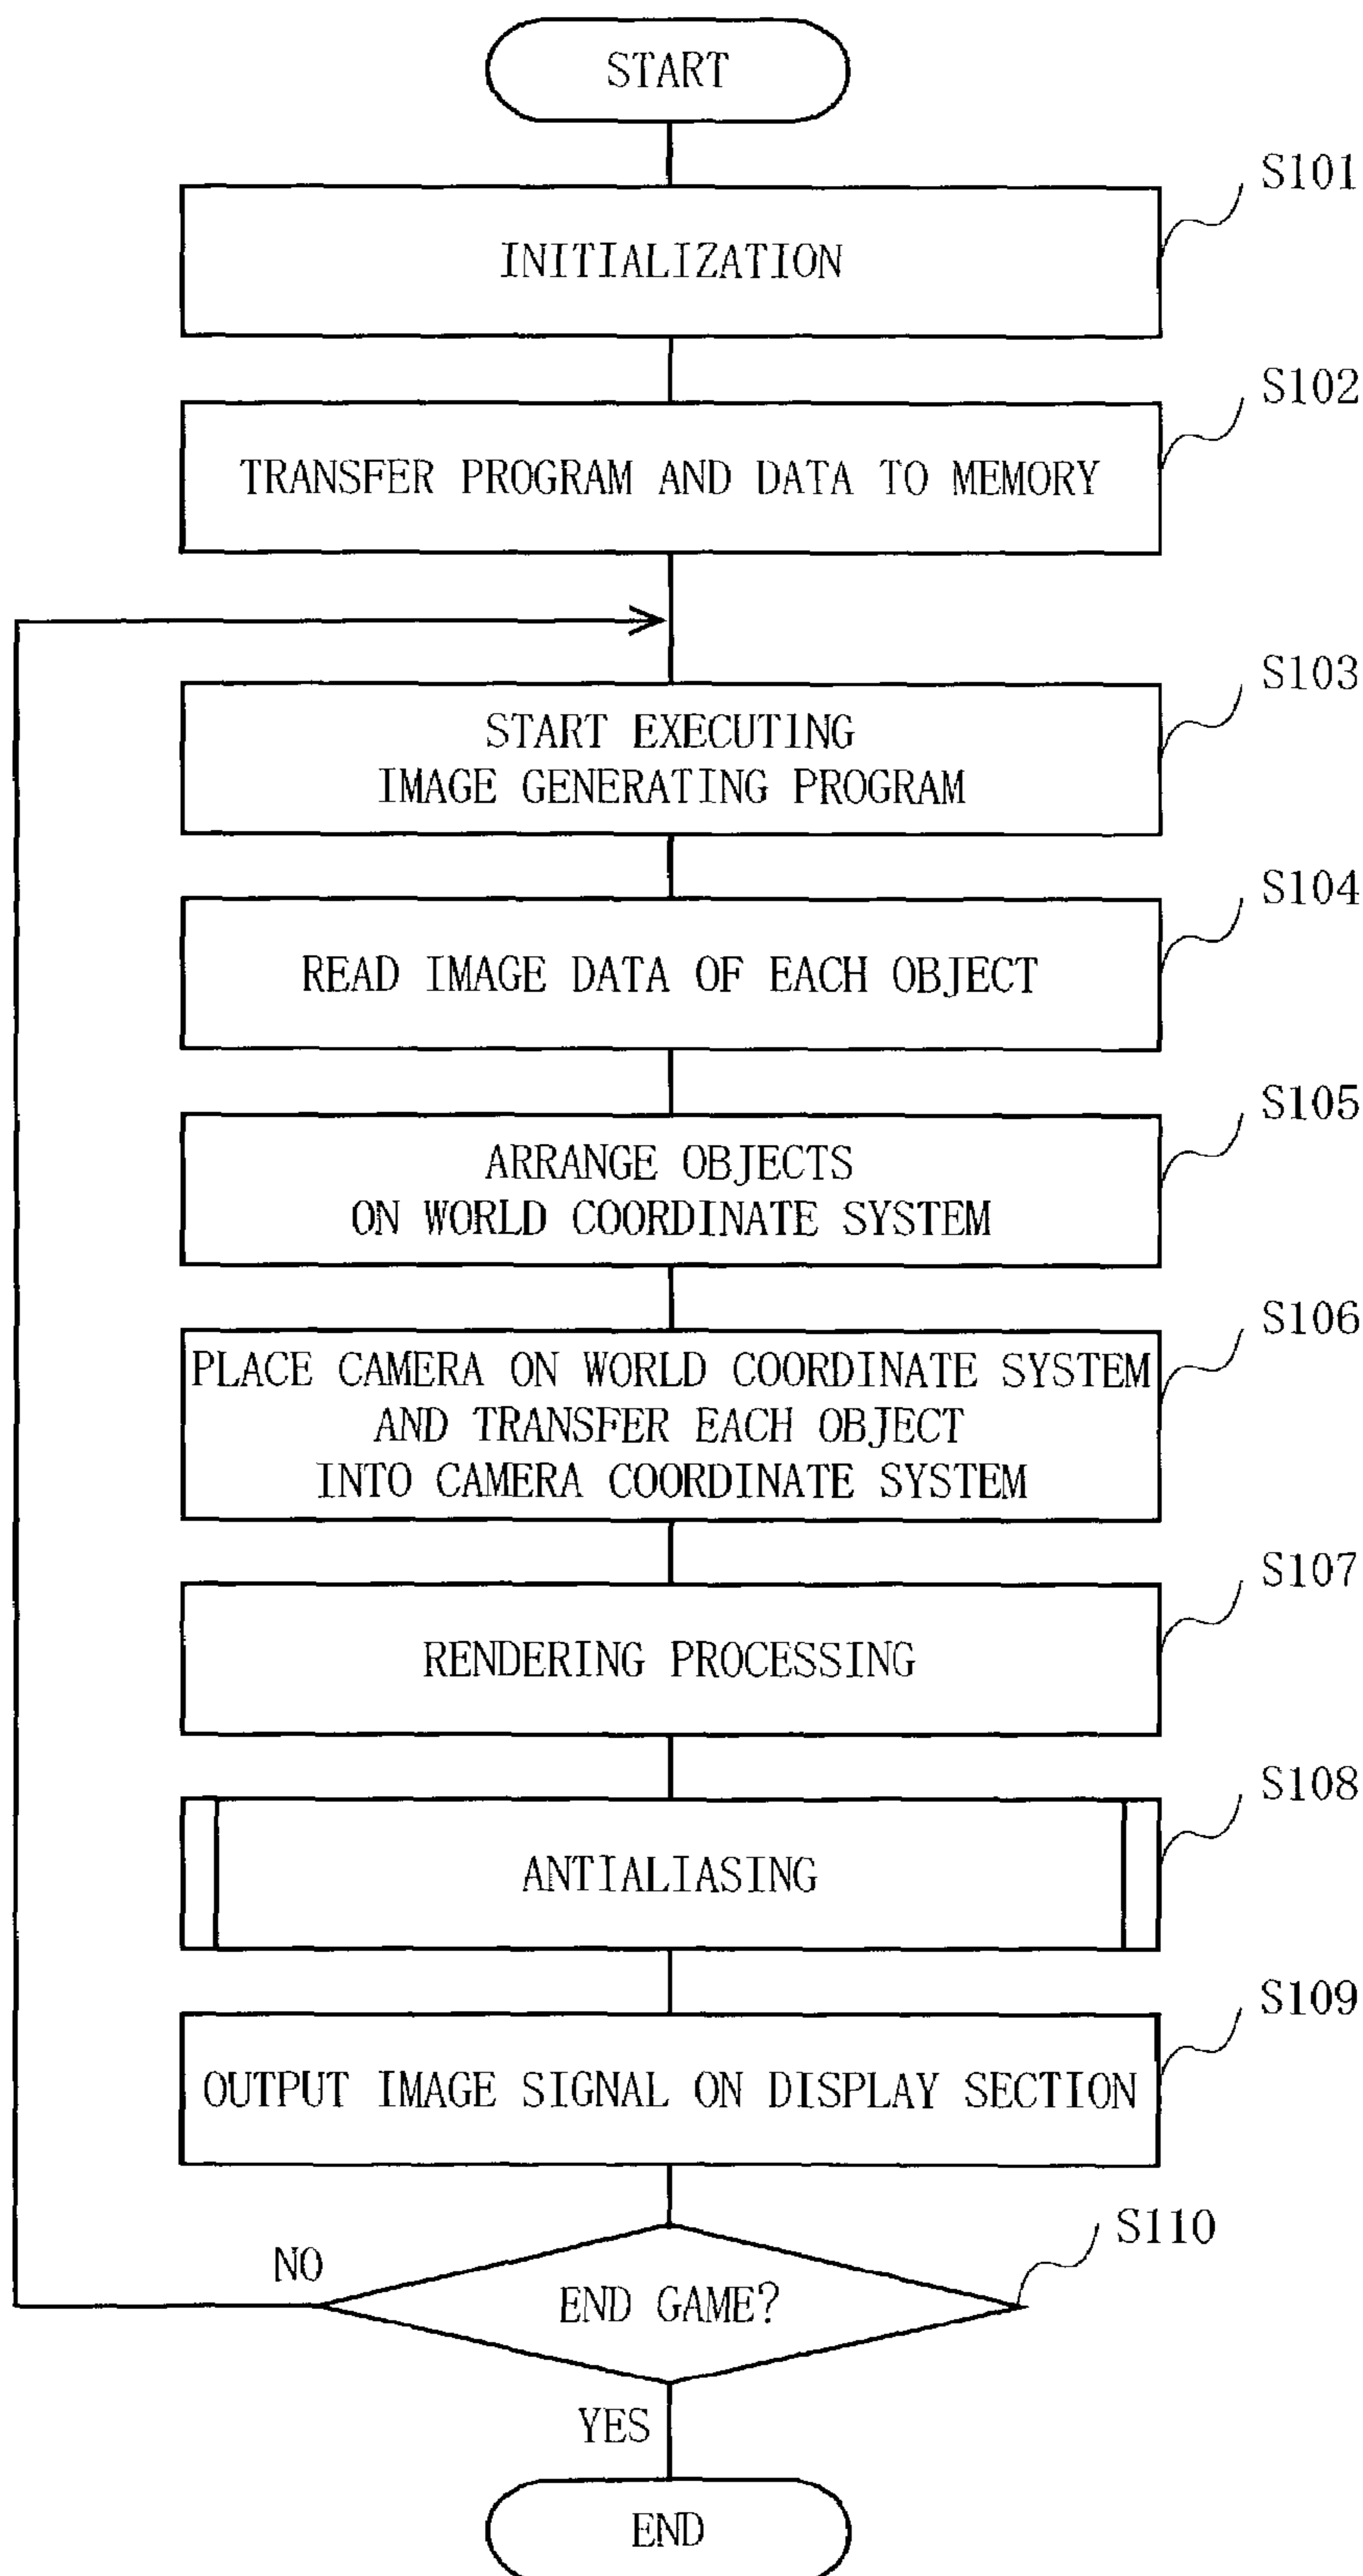 START
S101
INITIALIZATION
S102
TRANSFER PROGRAM AND DATA TO MEMORY
S103
START EXECUTING
IMAGE GENERATING PROGRAM
S104
READ IMAGE DATA OF EACH OBJECT
S105
ARRANGE OBJECTS
ON WORLD COORDINATE SYSTEM
S106
PLACE CAMERA ON WORLD COORDINATE SYSTEM
AND TRANSFER EACH OBJECT
INTO CAMERA COORDINATE SYSTEM
S107
RENDERING PROCESSING
S108
ANTIALIASING
S109
OUTPUT IMAGE SIGNAL ON DISPLAY SECTION
S110
NO
END GAME?
YES
END